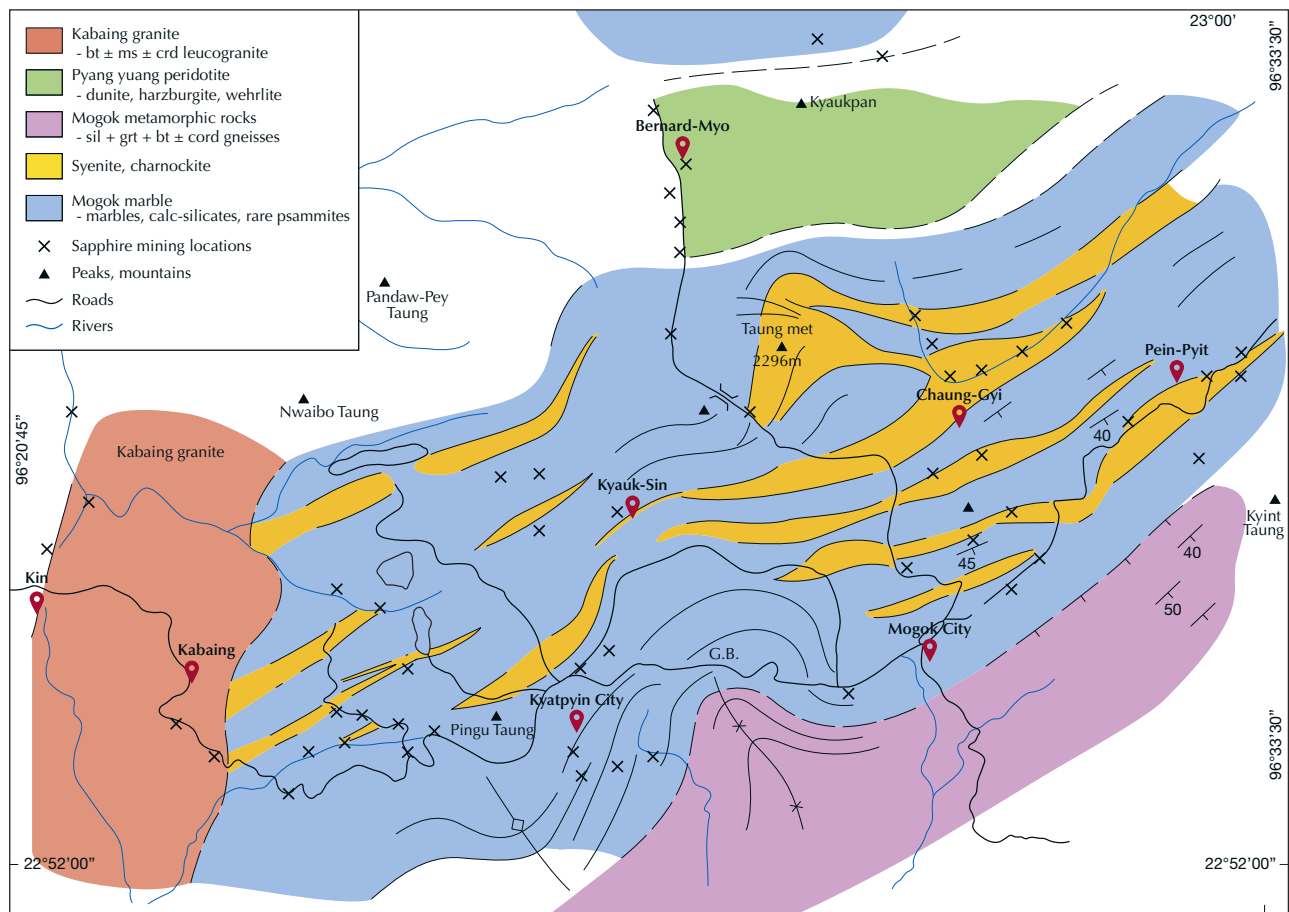 Kabaing granite
- bt ± ms ± crd leucogranite
Pyang yuang peridotite
- dunite, harzburgite, wehrlite
Mogok metamorphic rocks
- sil + grt + bt ± cord gneisses
Syenite, charnockite
Mogok marble
- marbles, calc-silicates, rare psammites
Sapphire mining locations
Peaks, mountains
Roads
Rivers
23°00’
96°33’30”
Kyaukpan
Bernard-Myo
Pandaw-Pey
Taung
Taung met
2296m
Pein-Pyit
Nwaibo Taung
Chaung-Gyi
40
96°20’45”
Kabaing granite
Kyauk-Sin
Kyint
Taung
40
45
Kin
50
Mogok City
Kabaing
G.B.
Kyatpyin City
Pingu Taung
96°33’30”
22°52’00”
22°52’00”